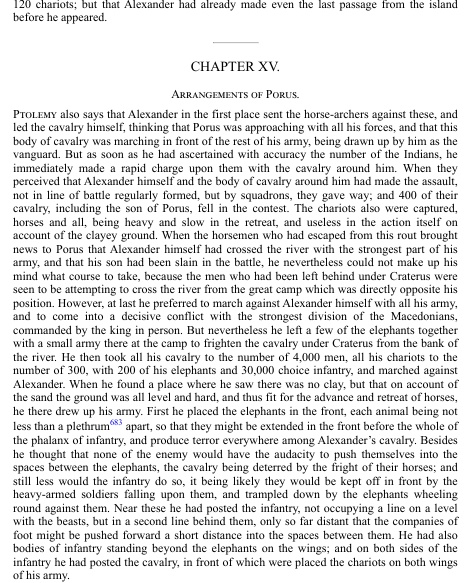 120 chariots; but that Alexander had already made even the last passage from the island
before he appeared.
CHAPTER XV.
Arrangements of Porus.
Ptolemy also says that Alexander in the first place sent the horse-archers against these, and
led the cavalry himself, thinking that Porus was approaching with all his forces, and that this
body of cavalry was marching in front of the rest of his army, being drawn up by him as the
vanguard. But as soon as he had ascertained with accuracy the number of the Indians, he
immediately made a rapid charge upon them with the cavalry around him. When they
perceived that Alexander himself and the body of cavalry around him had made the assault,
not in line of battle regularly formed, but by squadrons, they gave way; and 400 of their
cavalry, including the son of Porus, fell in the contest. The chariots also were captured,
horses and all, being heavy and slow in the retreat, and useless in the action itself on
account of the clayey ground. When the horsemen who had escaped from this rout brought
news to Porus that Alexander himself had crossed the river with the strongest part of his
army, and that his son had been slain in the battle, he nevertheless could not make up his
mind what course to take, because the men who had been left behind under Craterus were
seen to be attempting to cross the river from the great camp which was directly opposite his
position. However, at last he preferred to march against Alexander himself with all his army,
and to come into a decisive conflict with the strongest division of the Macedonians,
commanded by the king in person. But nevertheless he left a few of the elephants together
with a small army there at the camp to frighten the cavalry under Craterus from the bank of
the river. He then took all his cavalry to the number of 4,000 men, all his chariots to the
number of 300, with 200 of his elephants and 30,000 choice infantry, and marched against
Alexander. When he found a place where he saw there was no clay, but that on account of
the sand the ground was all level and hard, and thus fit for the advance and retreat of horses,
he there drew up his army. First he placed the elephants in the front, each animal being not
less than a plethrum683 apart, so that they might be extended in the front before the whole of
the phalanx of infantry, and produce terror everywhere among Alexander’s cavalry. Besides
he thought that none of the enemy would have the audacity to push themselves into the
spaces between the elephants, the cavalry being deterred by the fright of their horses; and
still less would the infantry do so, it being likely they would be kept off in front by the
heavy-armed soldiers falling upon them, and trampled down by the elephants wheeling
round against them. Near these he had posted the infantry, not occupying a line on a level
with the beasts, but in a second line behind them, only so far distant that the companies of
foot might be pushed forward a short distance into the spaces between them. He had also
bodies of infantry standing beyond the elephants on the wings; and on both sides of the
infantry he had posted the cavalry, in front of which were placed the chariots on both wings
of his army.